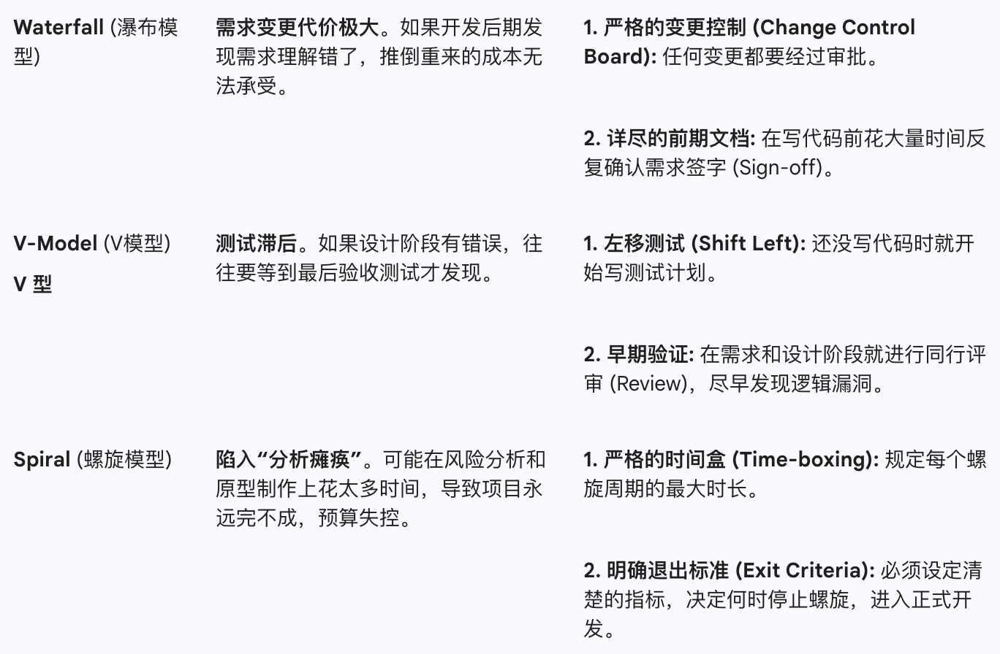 Waterfall (瀑布模
型)
需求变更代价极大。如果开发后期发
现需求理解错了，推倒重来的成本无
法承受。
1. 严格的变更控制 (Change Control
Board): 任何变更都要经过审批。
2. 详尽的前期文档: 在写代码前花大量时间反
复确认需求签字 (Sign-off)。
V-Model (V模型)
V 型
测试滞后。如果设计阶段有错误，往
往要等到最后验收测试才发现。
1. 左移测试 (Shift Left): 还没写代码时就开
始写测试计划。
2. 早期验证: 在需求和设计阶段就进行同行评
审 (Review)，尽早发现逻辑漏洞。
Spiral (螺旋模型)
陷入“分析瘫痪”。可能在风险分析和
原型制作上花太多时间，导致项目永
远完不成，预算失控。
1. 严格的时间盒 (Time-boxing): 规定每个螺
旋周期的最大时长。
2. 明确退出标准 (Exit Criteria): 必须设定清
楚的指标，决定何时停止螺旋，进入正式开
发。